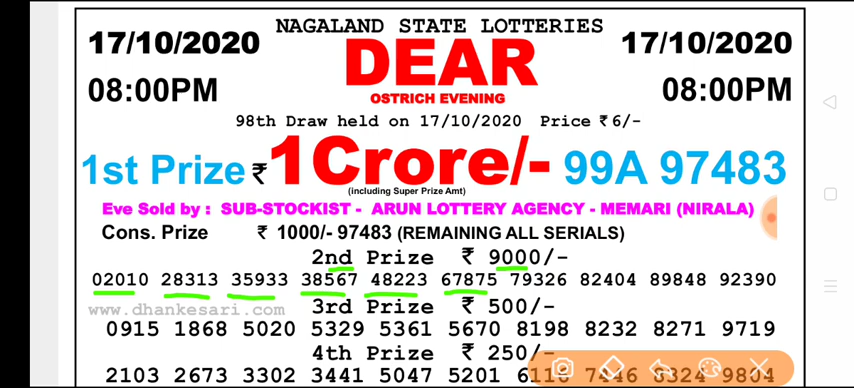 NAGALAND STATE LOTTERIES
17/10/2020 DEAR 17/10/2020
08:00PM OSTRICH EVENING 08:00PM
98th Draw held on 17/10/2020 Price ₹ 6/-
1st Prize ₹ 1Crore/- 99A 97483
(including Super Prize Amt)
Eve Sold by : SUB-STOCKIST - ARUN LOTTERY AGENCY - MEMARI (NIRALA)
Cons. Prize ₹ 1000/- 97483 (REMAINING ALL SERIALS)
2nd Prize ₹ 9000/-
02010 28313 35933 38567 48223 67875 79326 82404 89848 92390
www.dhankesari.com
3rd Prize ₹ 500/-
0915 1868 5020 5329 5361 5670 8198 8232 8271 9719
4th Prize ₹ 250/-
2103 2673 3302 3441 5047 5201 7446 8324 9804